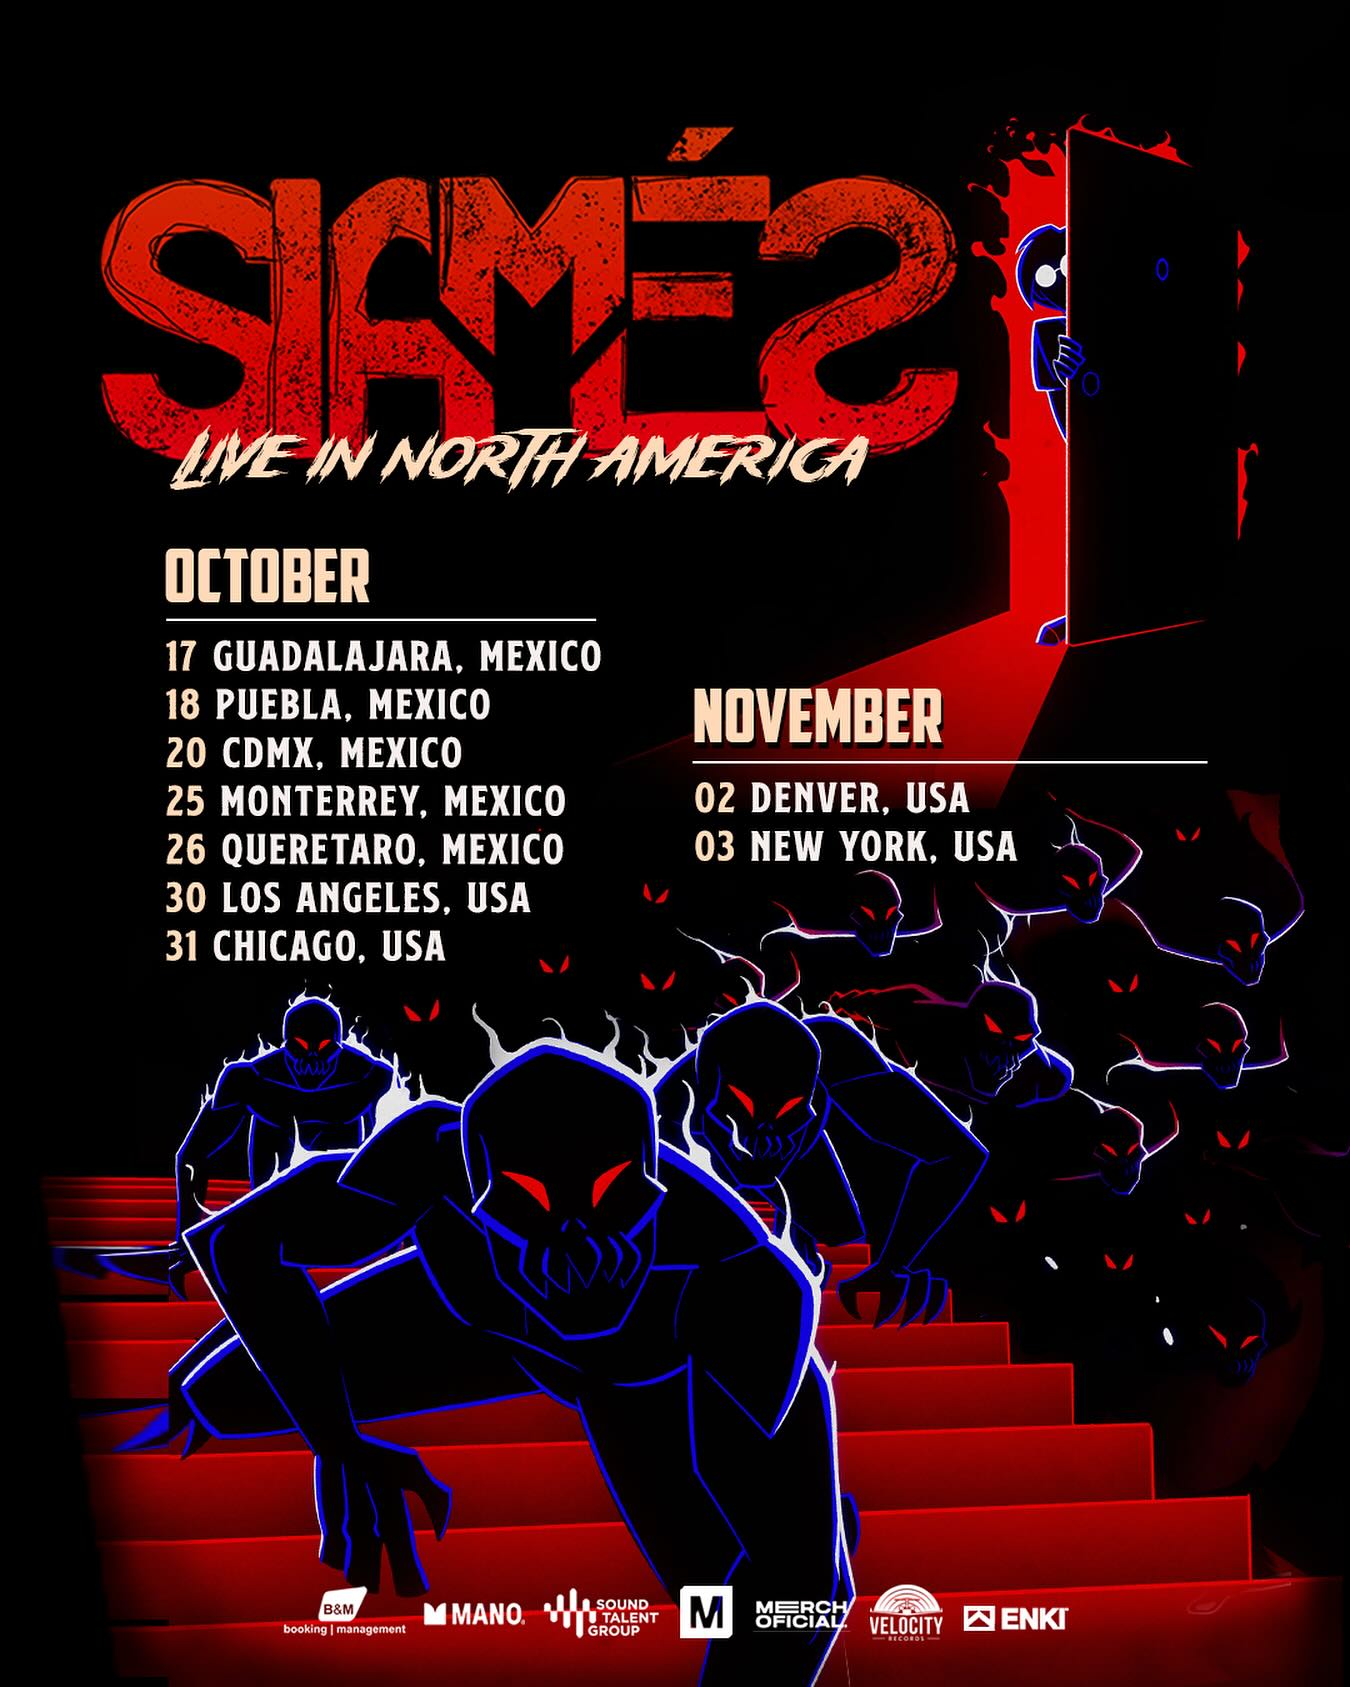 SIAMÉS
LIVE IN NORTH AMERICA
OCTOBER
17 GUADALAJARA, MEXICO
18 PUEBLA, MEXICO
20 CDMX, MEXICO
25 MONTERREY, MEXICO
26 QUERETARO, MEXICO
30 LOS ANGELES, USA
31 CHICAGO, USA
NOVEMBER
02 DENVER, USA
03 NEW YORK, USA
B&M
booking | management
MANO
SOUND
TALENT
GROUP
M
MERCH
OFICIAL
VELOCITY
RECORDS
ENKI